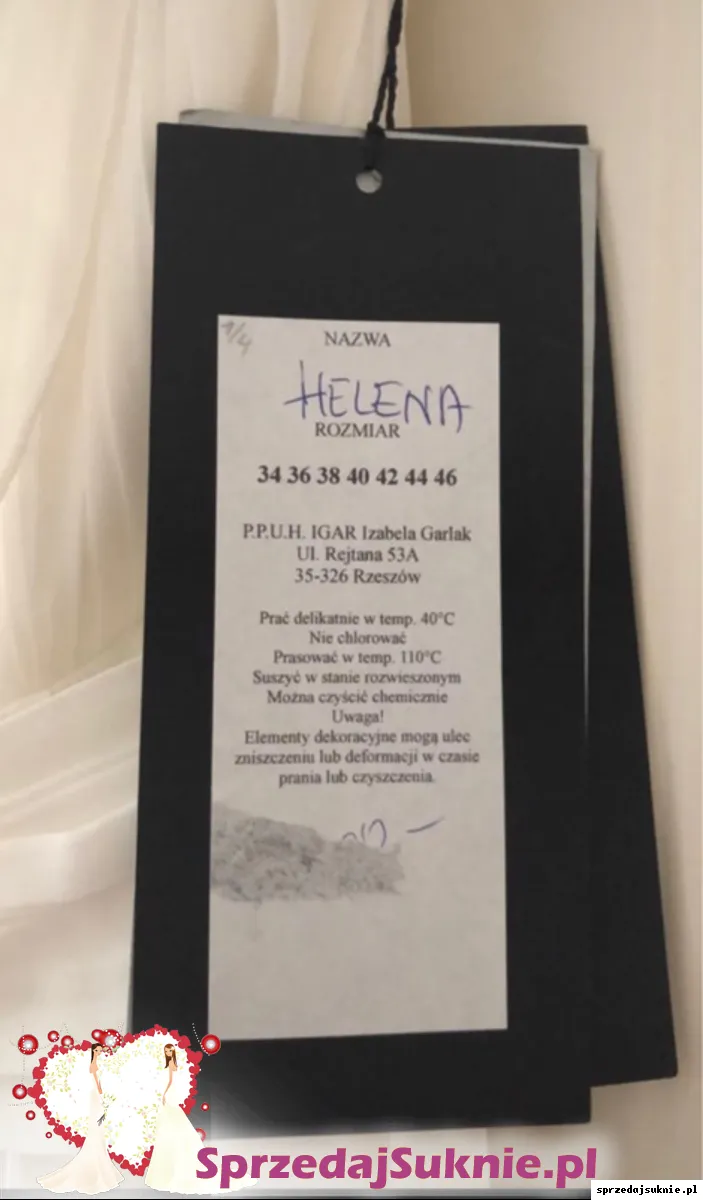 1/4
NAZWA
HELENA
ROZMIAR
34 36 38 40 42 44 46
P.P.U.H. IGAR Izabela Garlak
Ul. Rejtana 53A
35-326 Rzeszów
Prać delikatnie w temp. 40°C
Nie chlorować
Prasować w temp. 110°C
Suszyć w stanie rozwieszonym
Można czyścić chemicznie
Uwaga!
Elementy dekoracyjne mogą ulec
zniszczeniu lub deformacji w czasie
prania lub czyszczenia.
SprzedajSuknie.pl
sprzedajsuknie.pl